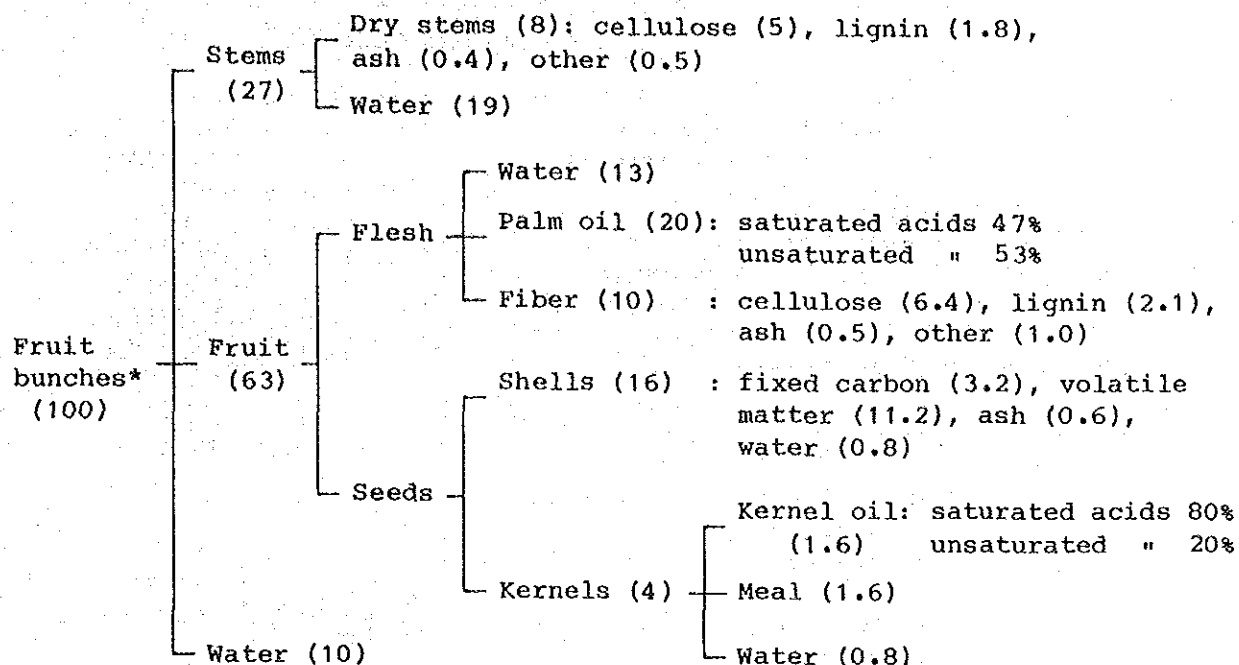 Dry stems (8): cellulose (5), lignin (1.8),
ash (0.4), other (0.5)
Stems
(27)
Water (19)
Water (13)
Flesh
Palm oil (20): saturated acids 47%
unsaturated " 53%
Fiber (10) : cellulose (6.4), lignin (2.1),
ash (0.5), other (1.0)
Fruit
bunches*
(100)
Fruit
(63)
Shells (16) : fixed carbon (3.2), volatile
matter (11.2), ash (0.6),
water (0.8)
Seeds
Kernel oil: saturated acids 80%
(1.6) unsaturated " 20%
Kernels (4)
Meal (1.6)
Water (0.8)
Water (10)